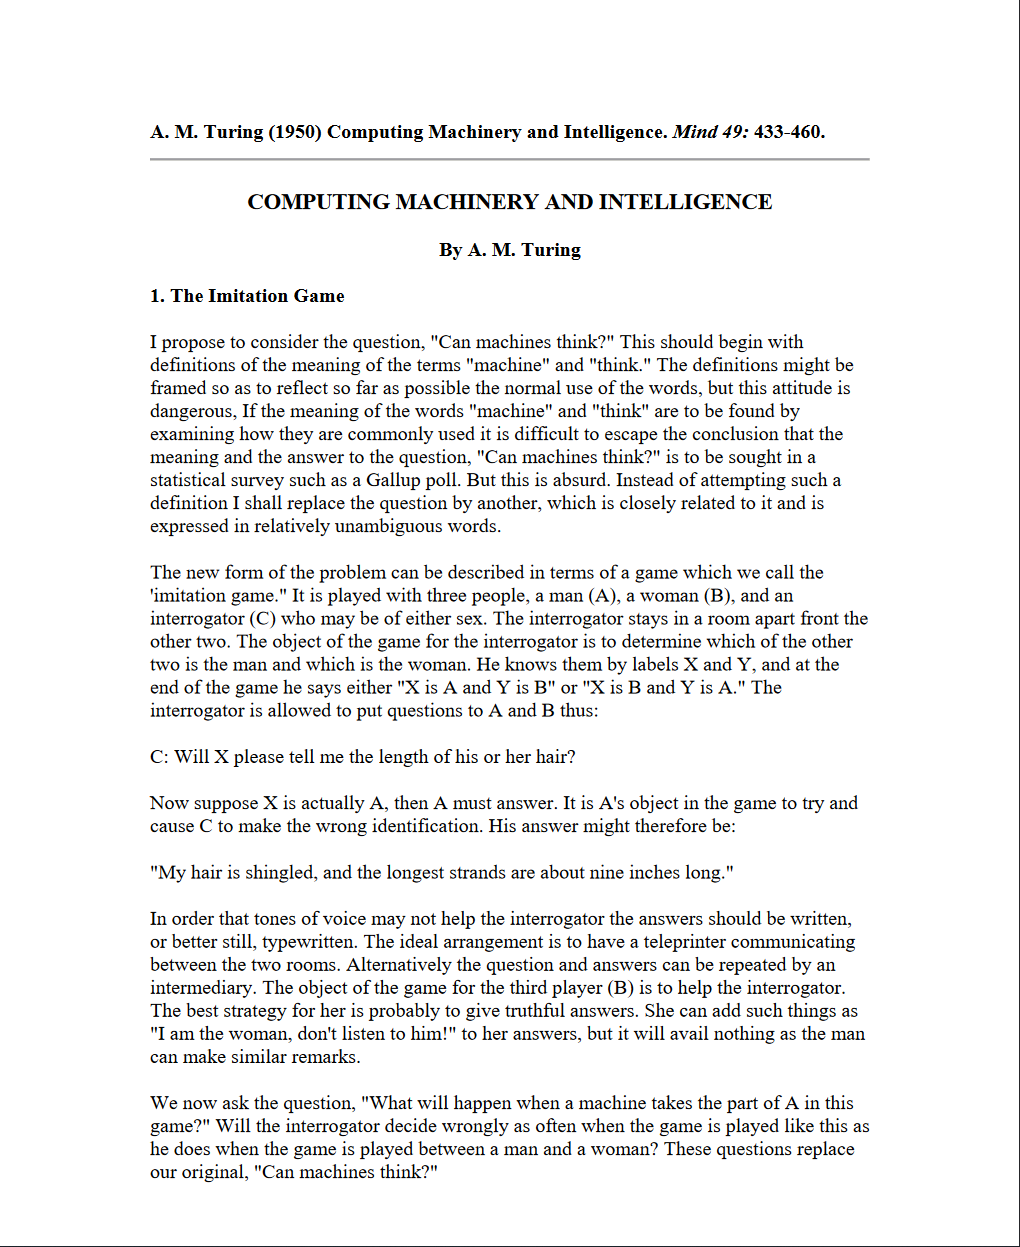 A. M. Turing (1950) Computing Machinery and Intelligence. Mind 49: 433-460.
COMPUTING MACHINERY AND INTELLIGENCE
By A. M. Turing
1. The Imitation Game
I propose to consider the question, "Can machines think?" This should begin with
definitions of the meaning of the terms "machine" and "think." The definitions might be
framed so as to reflect so far as possible the normal use of the words, but this attitude is
dangerous, If the meaning of the words "machine" and "think" are to be found by
examining how they are commonly used it is difficult to escape the conclusion that the
meaning and the answer to the question, "Can machines think?" is to be sought in a
statistical survey such as a Gallup poll. But this is absurd. Instead of attempting such a
definition I shall replace the question by another, which is closely related to it and is
expressed in relatively unambiguous words.
The new form of the problem can be described in terms of a game which we call the
'imitation game." It is played with three people, a man (A), a woman (B), and an
interrogator (C) who may be of either sex. The interrogator stays in a room apart front the
other two. The object of the game for the interrogator is to determine which of the other
two is the man and which is the woman. He knows them by labels X and Y, and at the
end of the game he says either "X is A and Y is B" or "X is B and Y is A." The
interrogator is allowed to put questions to A and B thus:
C: Will X please tell me the length of his or her hair?
Now suppose X is actually A, then A must answer. It is A's object in the game to try and
cause C to make the wrong identification. His answer might therefore be:
"My hair is shingled, and the longest strands are about nine inches long."
In order that tones of voice may not help the interrogator the answers should be written,
or better still, typewritten. The ideal arrangement is to have a teleprinter communicating
between the two rooms. Alternatively the question and answers can be repeated by an
intermediary. The object of the game for the third player (B) is to help the interrogator.
The best strategy for her is probably to give truthful answers. She can add such things as
"I am the woman, don't listen to him!" to her answers, but it will avail nothing as the man
can make similar remarks.
We now ask the question, "What will happen when a machine takes the part of A in this
game?" Will the interrogator decide wrongly as often when the game is played like this as
he does when the game is played between a man and a woman? These questions replace
our original, "Can machines think?"